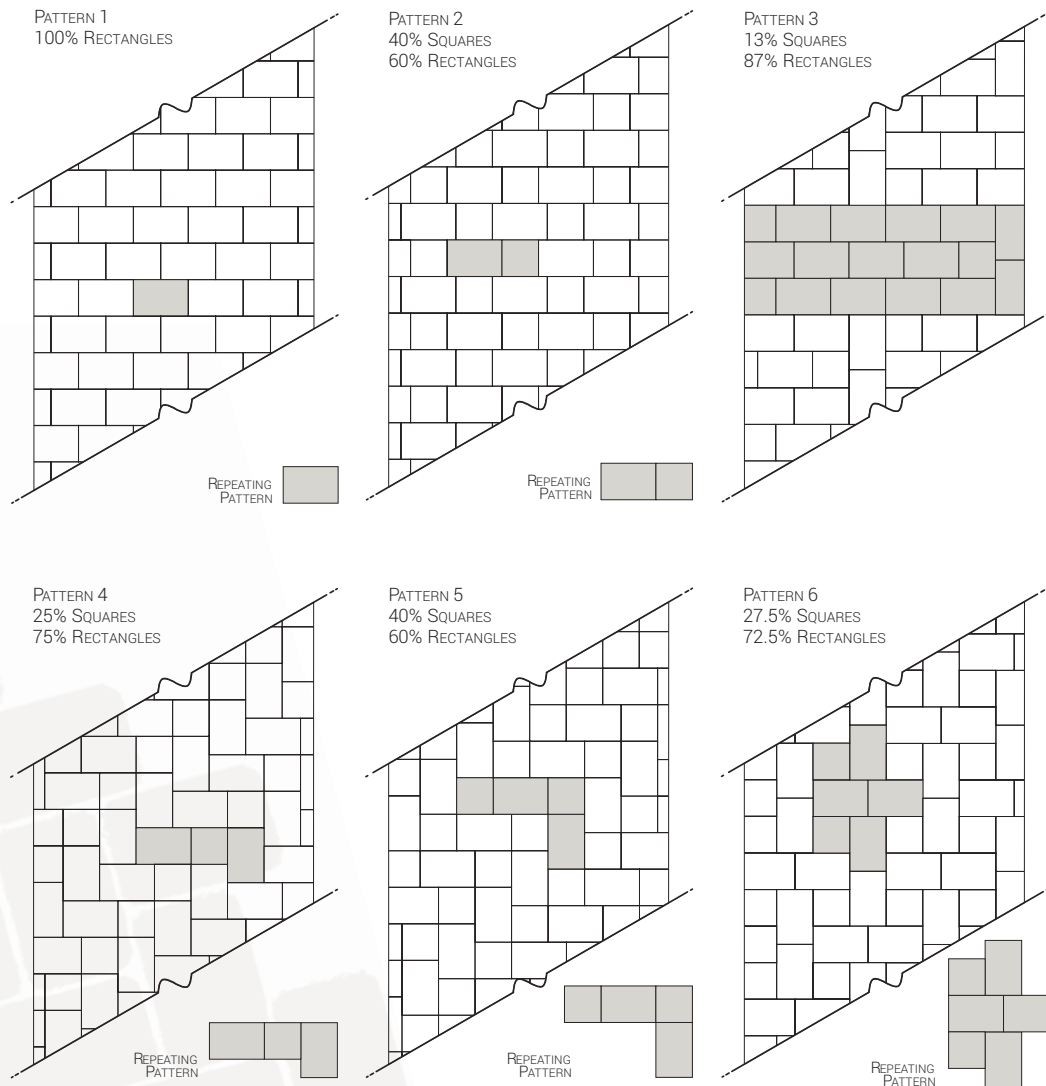 Pattern 1
100% Rectangles
Pattern 2
40% Squares
60% Rectangles
Pattern 3
13% Squares
87% Rectangles
Repeating
Pattern
Repeating
Pattern
Pattern 4
25% Squares
75% Rectangles
Pattern 5
40% Squares
60% Rectangles
Pattern 6
27.5% Squares
72.5% Rectangles
Repeating
Pattern
Repeating
Pattern
Repeating
Pattern